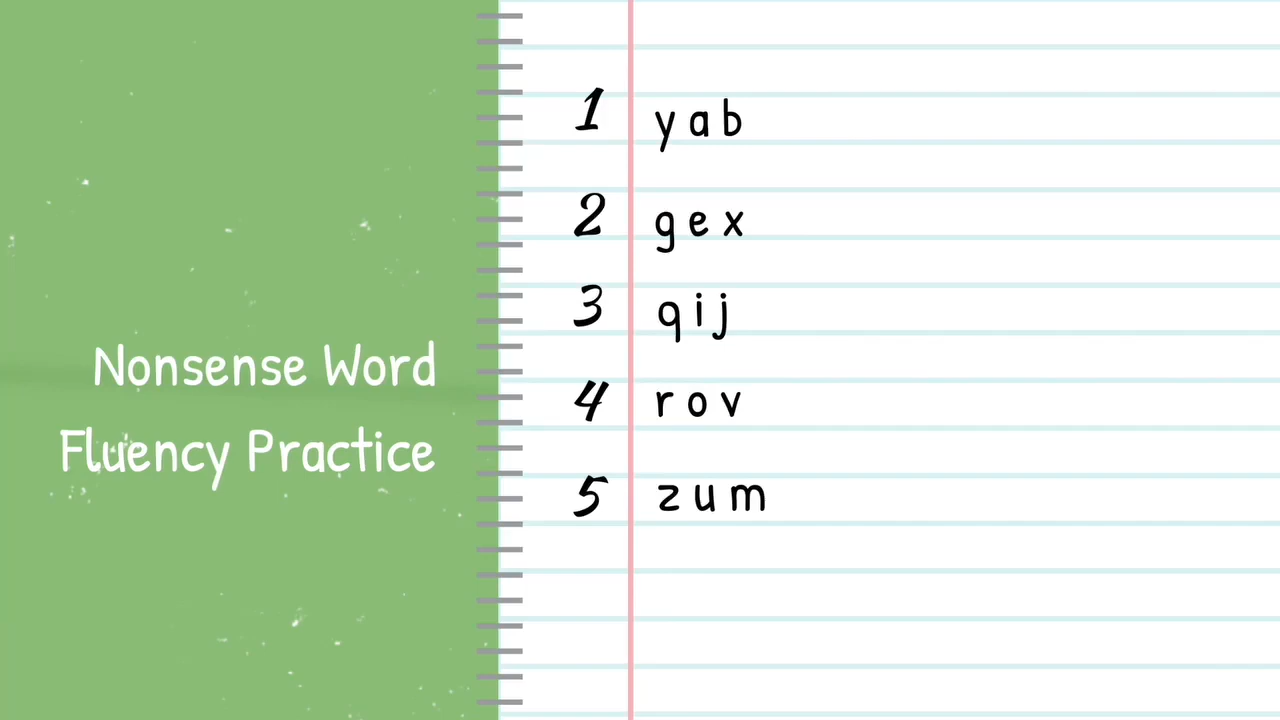 Nonsense Word
Fluency Practice
1 yab
2 gex
3 qij
4 rov
5 zum